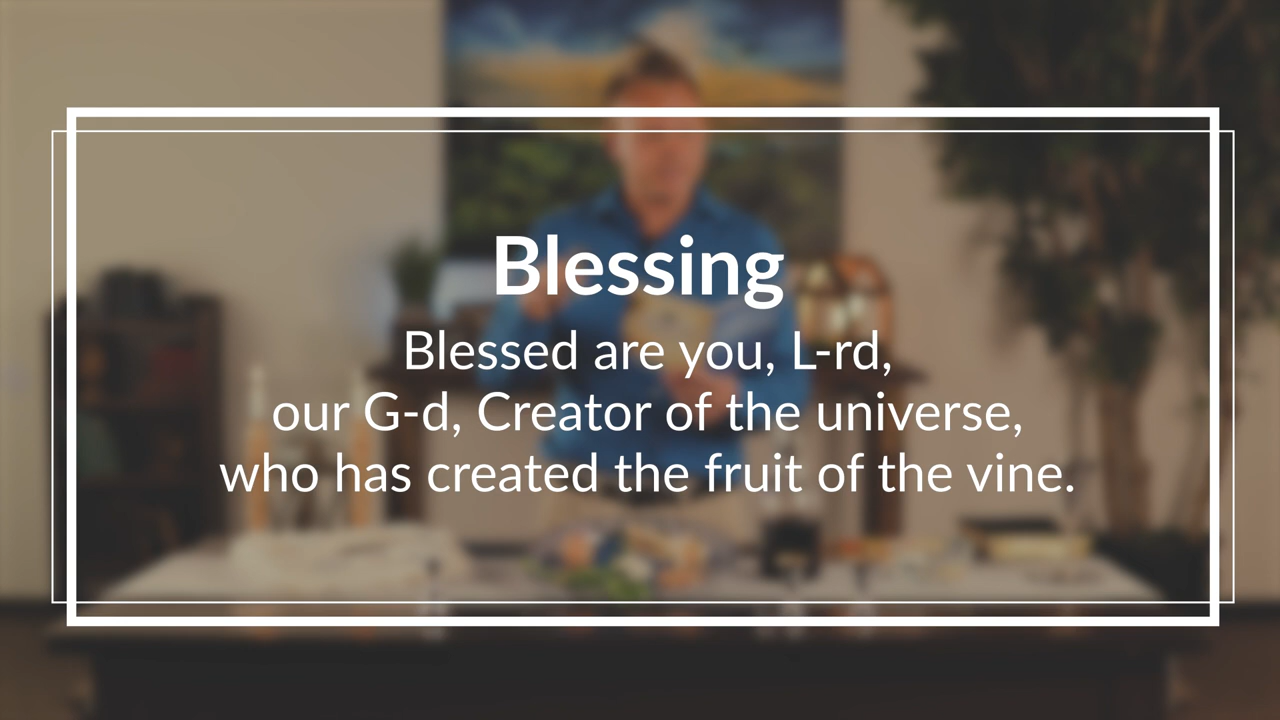 Blessing
Blessed are you, L-rd,
our G-d, Creator of the universe,
who has created the fruit of the vine.